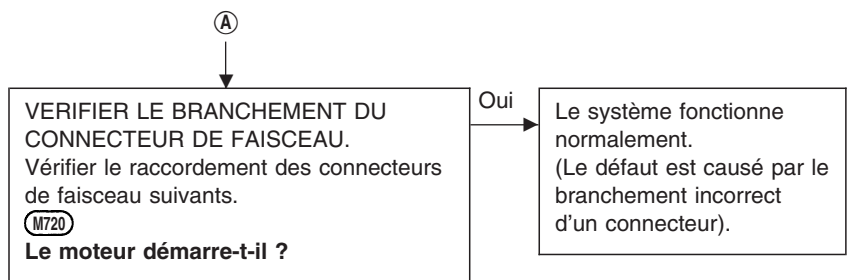 Ⓐ
VERIFIER LE BRANCHEMENT DU
CONNECTEUR DE FAISCEAU.
Vérifier le raccordement des connecteurs
de faisceau suivants.
M720
Le moteur démarre-t-il ?
Oui
Le système fonctionne
normalement.
(Le défaut est causé par le
branchement incorrect
d'un connecteur).